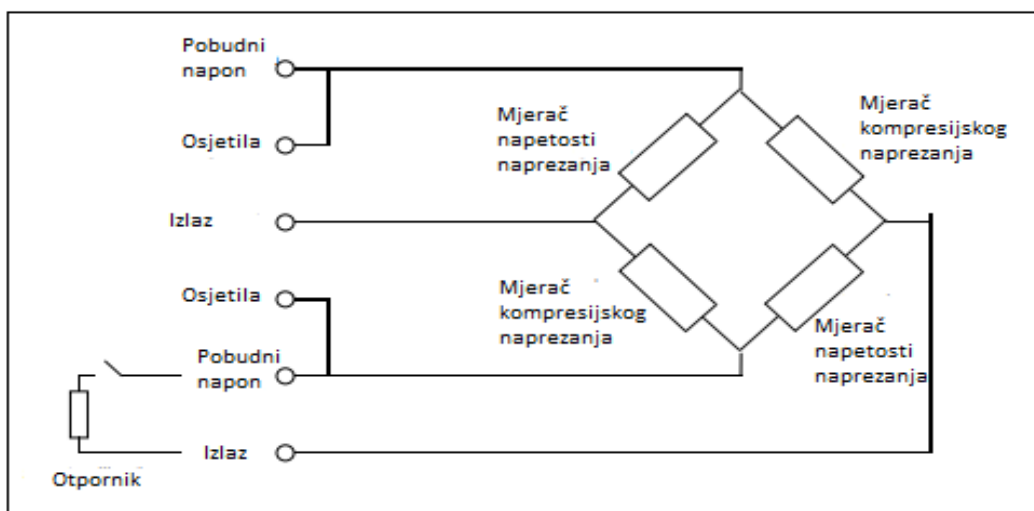 Pobudni
napon
Osjetila
Izlaz
Osjetila
Pobudni
napon
Izlaz
Otpornik
Mjerač
napetosti
naprezanja
Mjerač
kompresijskog
naprezanja
Mjerač
kompresijskog
naprezanja
Mjerač
napetosti
naprezanja